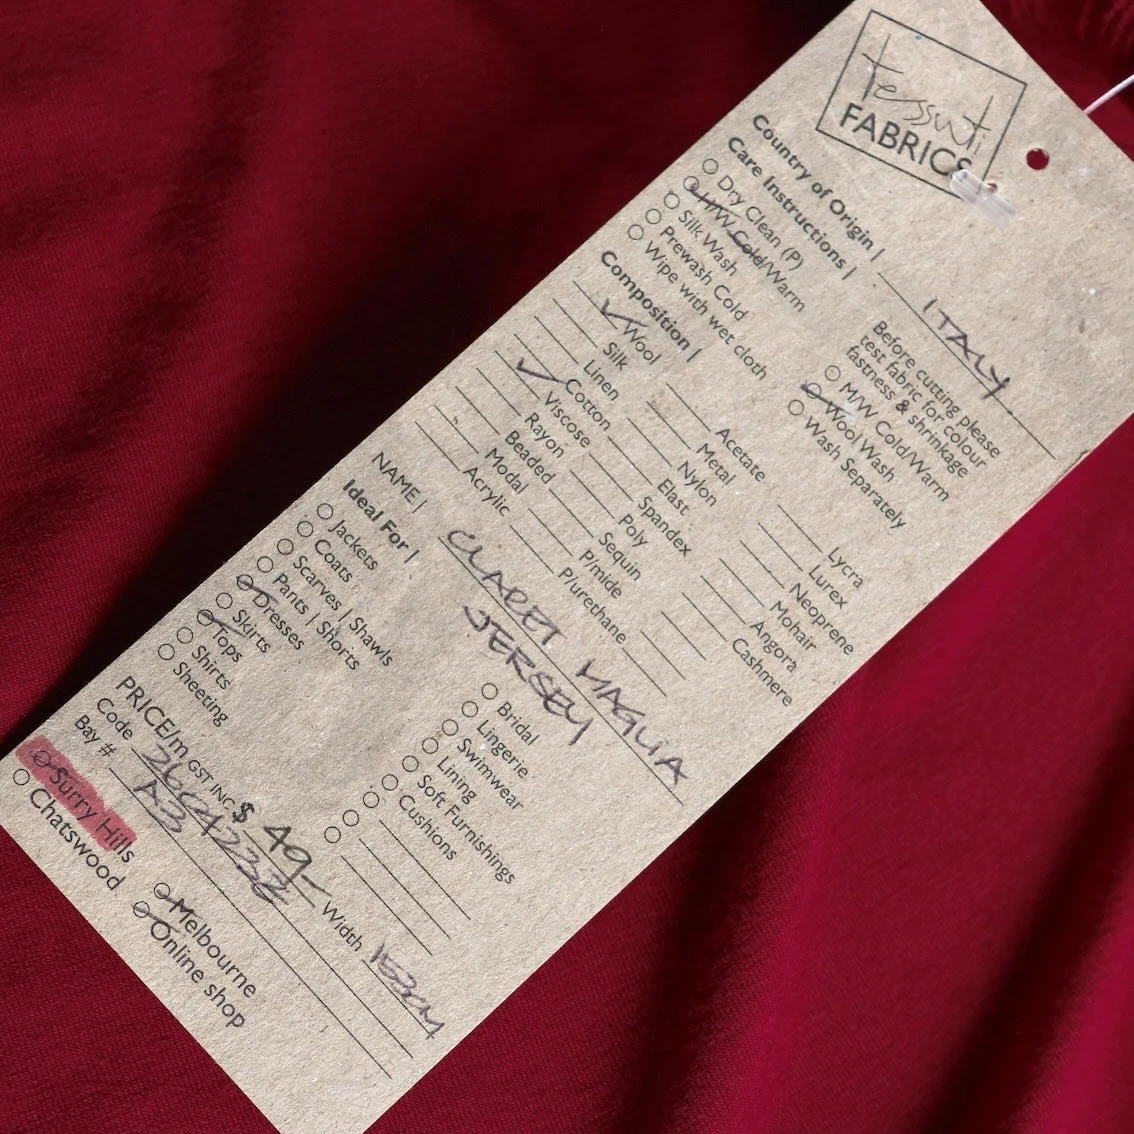 tessuti
FABRICS
Country of Origin | ITALY
Care Instructions |
Dry Clean (P)
H/W Cold/Warm
Silk Wash
Prewash Cold
Wipe with wet cloth
Before cutting please
test fabric for colour
fastness & shrinkage
M/W Cold/Warm
Wool Wash
Wash Separately
Composition |
Wool
Silk
Linen
Cotton
Viscose
Rayon
Beaded
Modal
Acrylic
Acetate
Metal
Nylon
Elast
Spandex
Poly
Sequin
P/mide
P/urethane
Lycra
Lurex
Neoprene
Mohair
Angora
Cashmere
NAME | CLARET MAGLIA
JERSEY
Ideal For |
Jackets
Coats
Scarves | Shawls
Pants | Shorts
Dresses
Skirts
Tops
Shirts
Sheeting
Bridal
Lingerie
Swimwear
Lining
Soft Furnishings
Cushions
PRICE/m GST INC. $ 49- Width 153cm
Code
Bay # A3
Surry Hills
Chatswood
Melbourne
Online shop